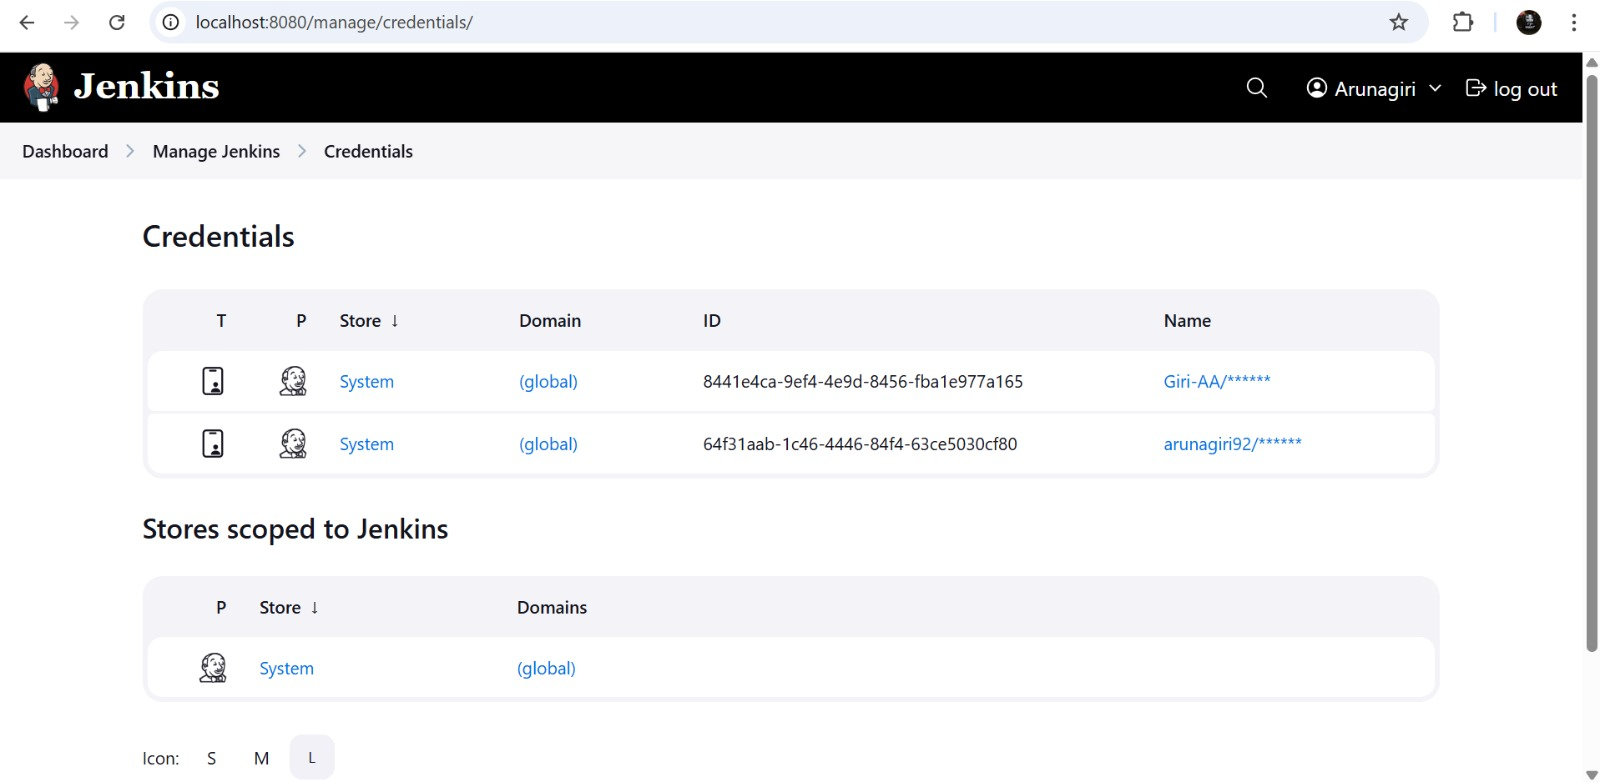 localhost:8080/manage/credentials/
Jenkins
Arunagiri
log out
Dashboard > Manage Jenkins > Credentials
Credentials
T P Store ↓ Domain ID Name
System (global) 8441e4ca-9ef4-4e9d-8456-fba1e977a165 Giri-AA/******
System (global) 64f31aab-1c46-4446-84f4-63ce5030cf80 arunagiri92/******
Stores scoped to Jenkins
P Store ↓ Domains
System (global)
Icon: S M L